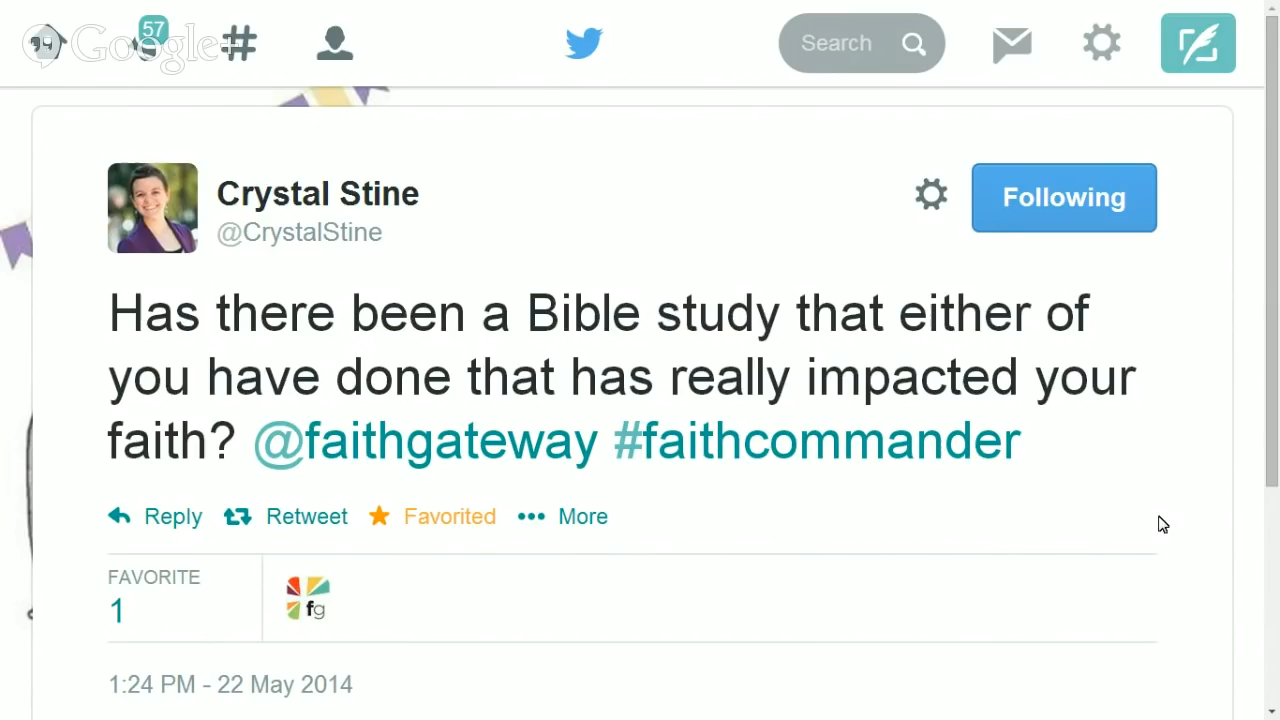 Google+
57
Search
Crystal Stine
@CrystalStine
Following
Has there been a Bible study that either of
you have done that has really impacted your
faith? @faithgateway #faithcommander
Reply Retweet Favorited More
FAVORITE
1
fg
1:24 PM - 22 May 2014